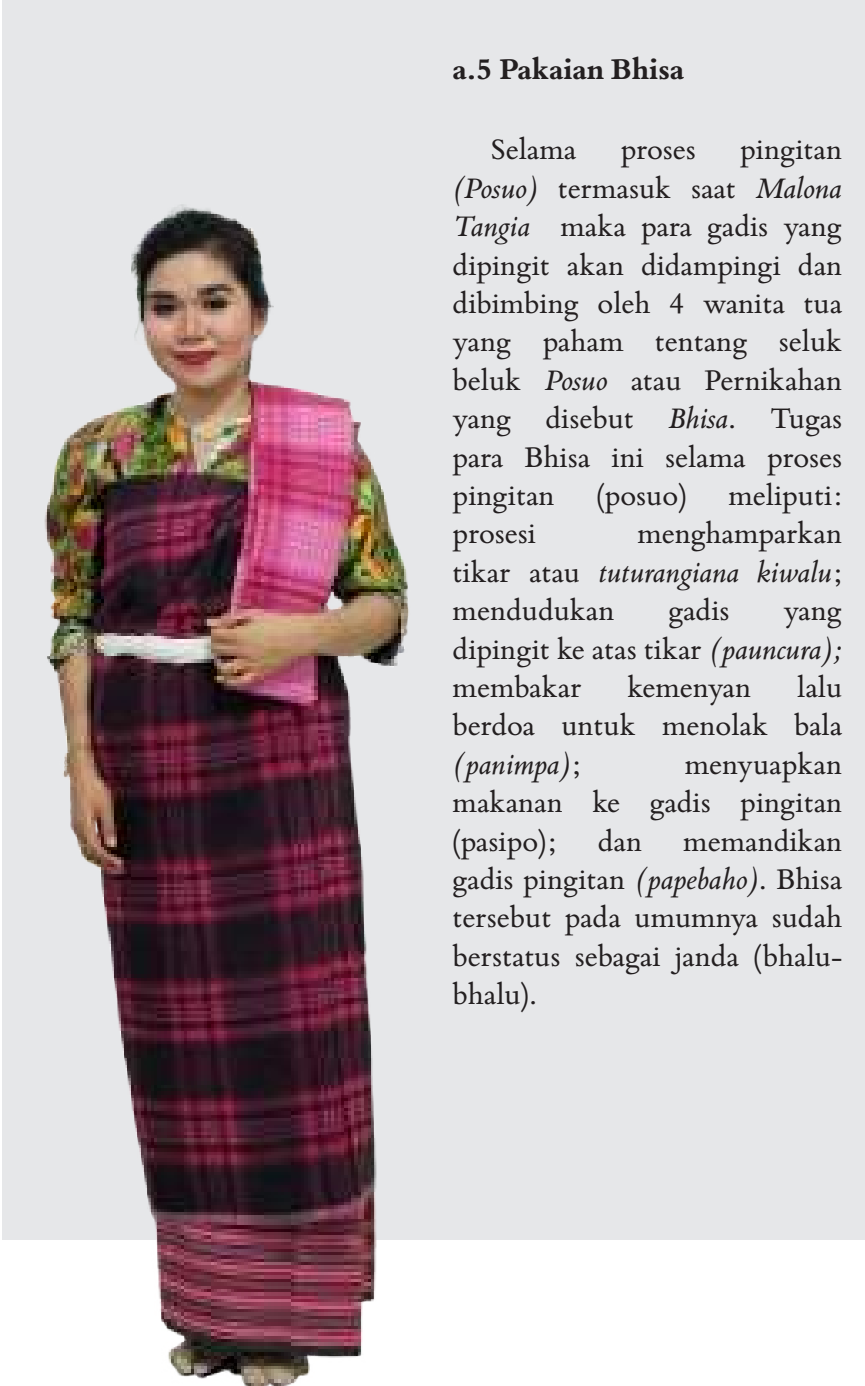 a.5 Pakaian Bhisa
Selama proses pingitan
(Posuo) termasuk saat Malona
Tangia maka para gadis yang
dipingit akan didampingi dan
dibimbing oleh 4 wanita tua
yang paham tentang seluk
beluk Posuo atau Pernikahan
yang disebut Bhisa. Tugas
para Bhisa ini selama proses
pingitan (posuo) meliputi:
prosesi menghamparkan
tikar atau tuturangiana kiwalu;
mendudukan gadis yang
dipingit ke atas tikar (pauncura);
membakar kemenyan lalu
berdoa untuk menolak bala
(panimpa); menyuapkan
makanan ke gadis pingitan
(pasipo); dan memandikan
gadis pingitan (papebaho). Bhisa
tersebut pada umumnya sudah
berstatus sebagai janda (bhalu-
bhalu).